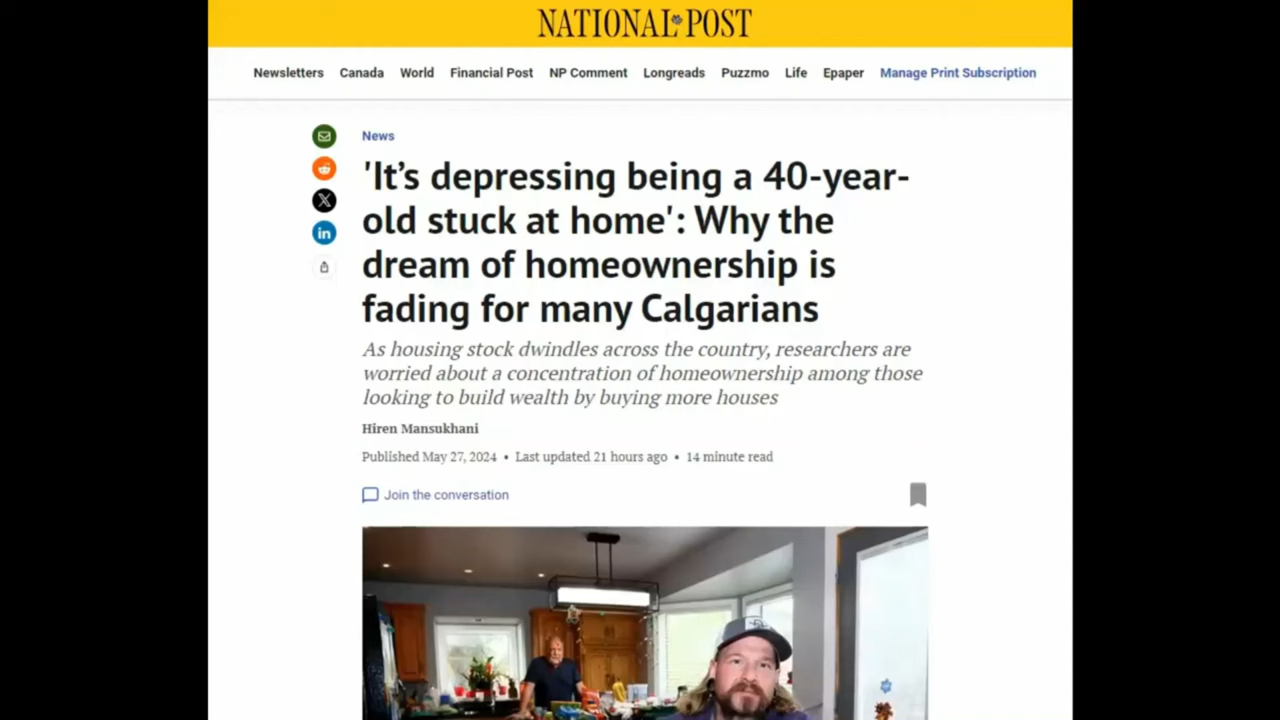 NATIONAL POST
Newsletters Canada World Financial Post NP Comment Longreads Puzzmo Life Epaper Manage Print Subscription
News
'It’s depressing being a 40-year-
old stuck at home': Why the
dream of homeownership is
fading for many Calgarians
As housing stock dwindles across the country, researchers are
worried about a concentration of homeownership among those
looking to build wealth by buying more houses
Hiren Mansukhani
Published May 27, 2024 • Last updated 21 hours ago • 14 minute read
Join the conversation